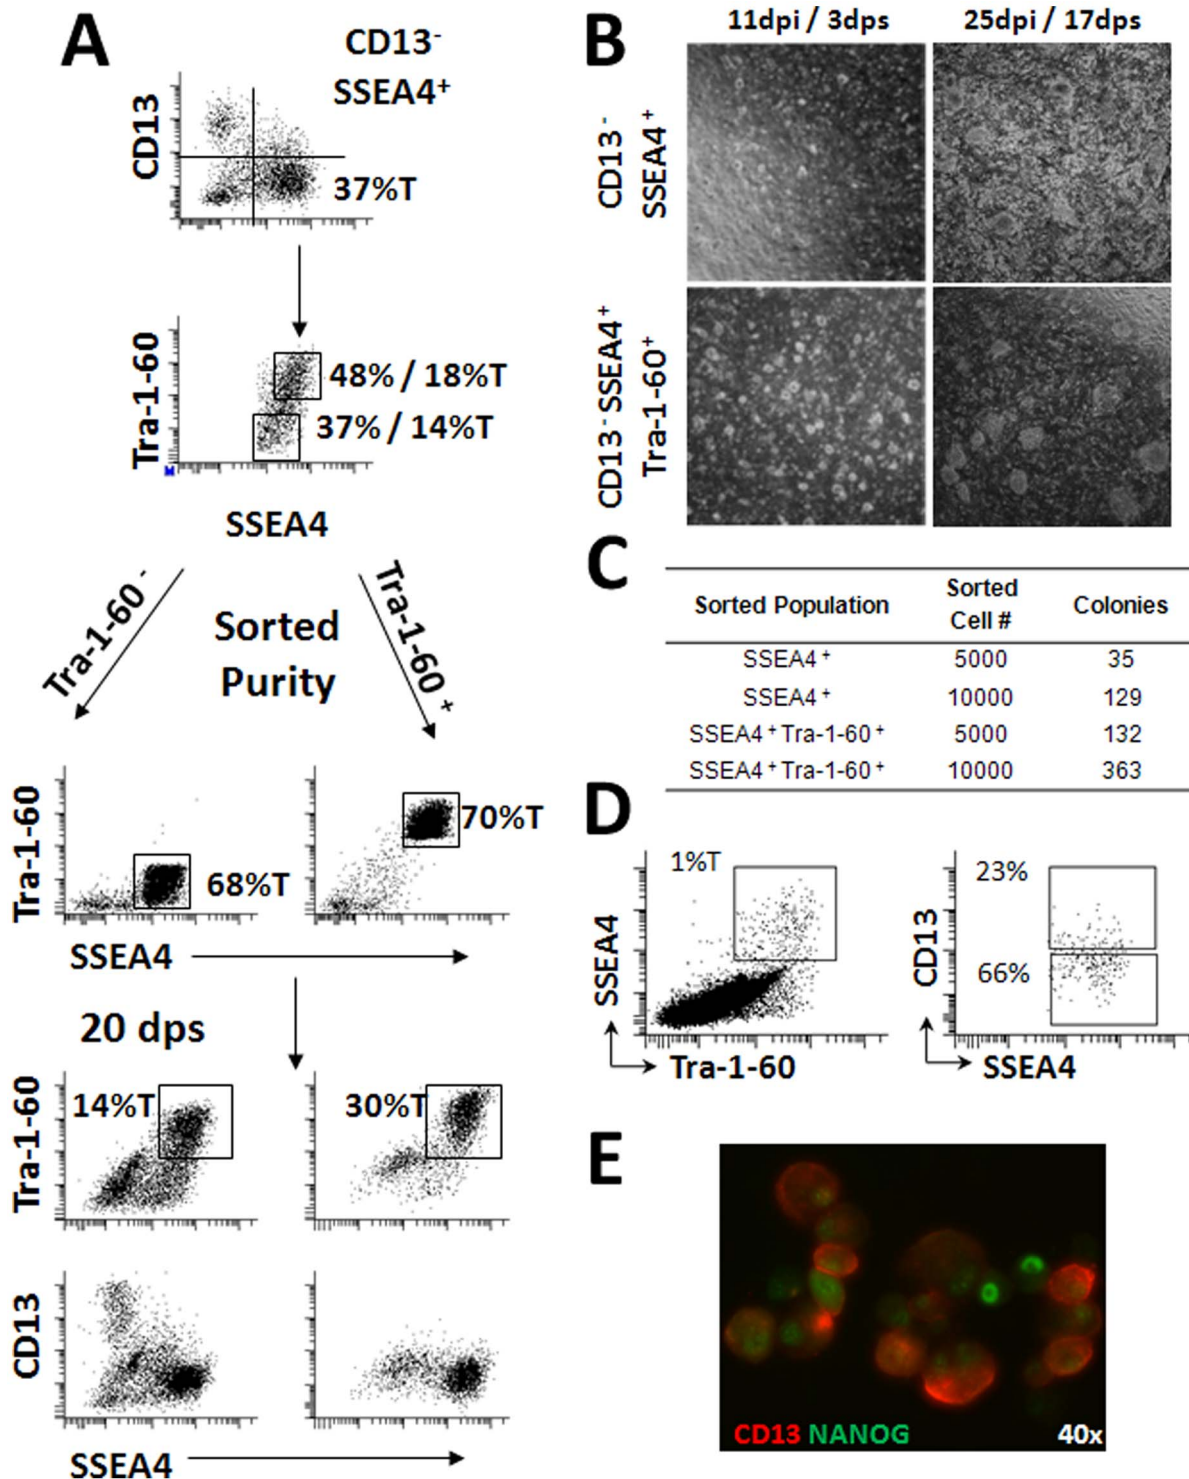 A
CD13-
SSEA4+
CD13
37%T
Tra-1-60
48% / 18%T
37% / 14%T
M
SSEA4
Tra-1-60 -
Tra-1-60 +
Sorted
Purity
Tra-1-60
68%T
70%T
SSEA4
20 dps
Tra-1-60
14%T
30%T
CD13
SSEA4
B
11dpi / 3dps
25dpi / 17dps
CD13-
SSEA4+
CD13- SSEA4+
Tra-1-60+
C
Sorted Population Sorted Cell # Colonies
SSEA4 + 5000 35
SSEA4 + 10000 129
SSEA4 + Tra-1-60 + 5000 132
SSEA4 + Tra-1-60 + 10000 363
D
1%T
SSEA4
Tra-1-60
23%
66%
CD13
SSEA4
E
CD13 NANOG
40x